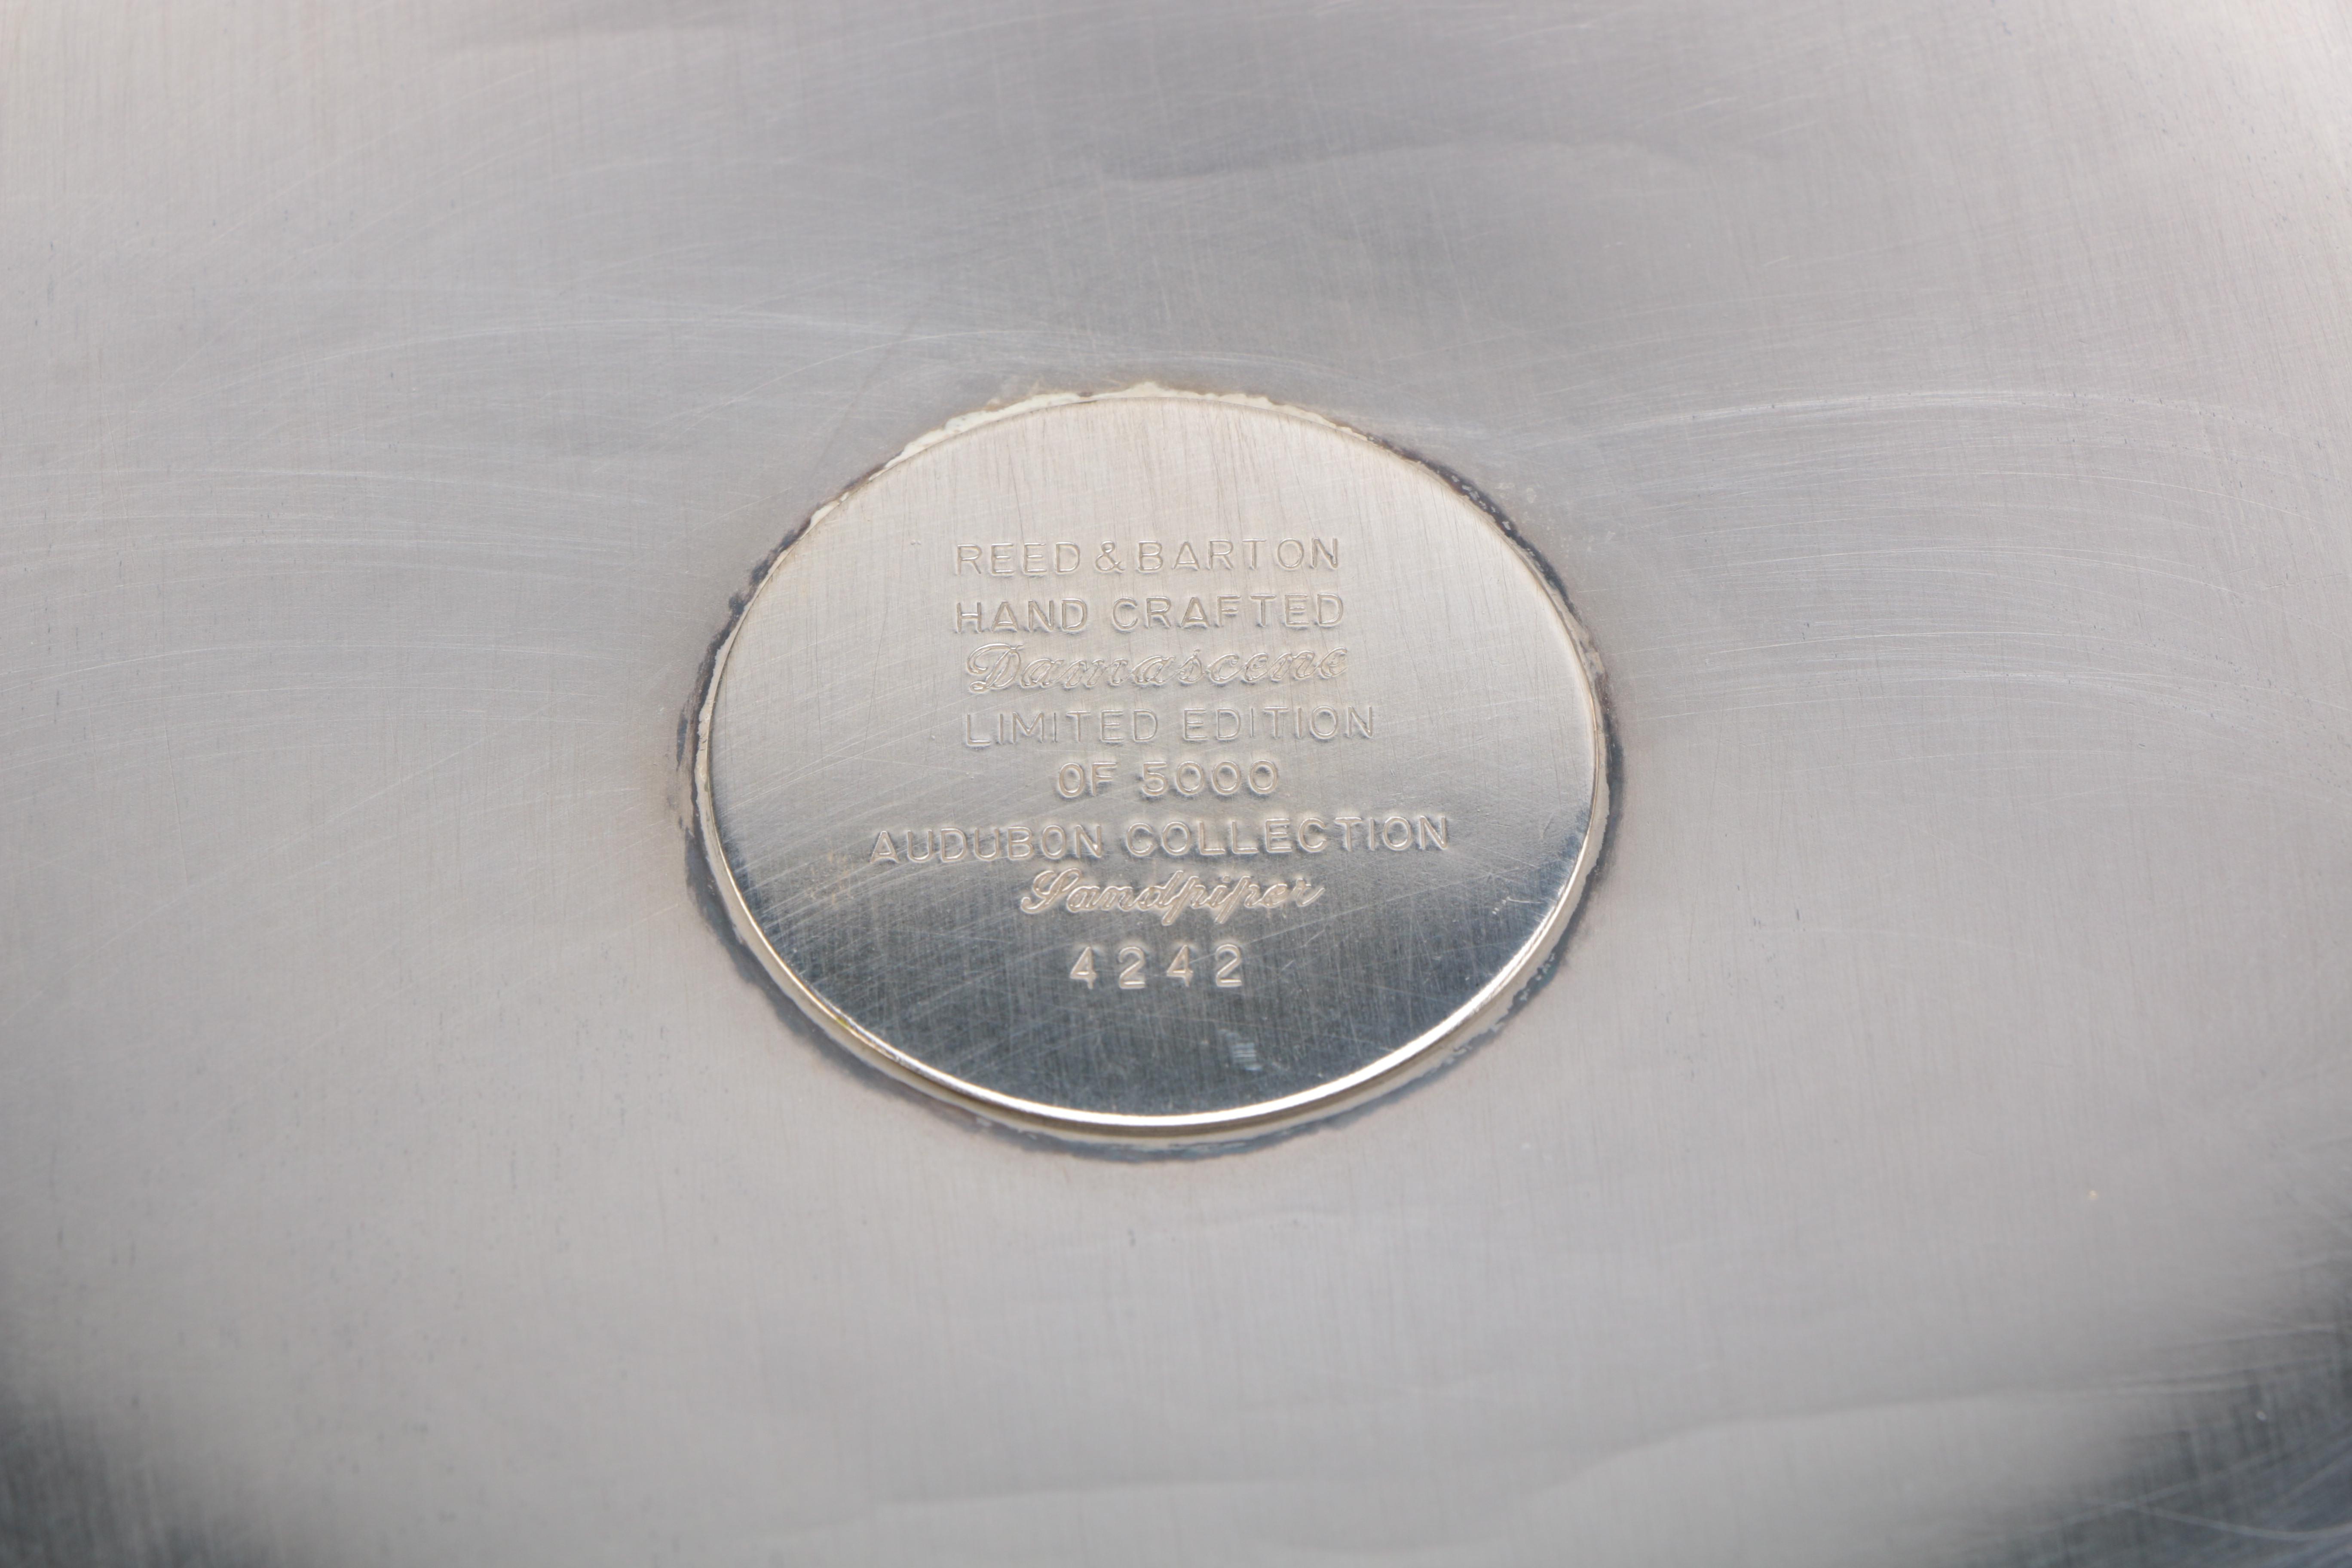 REED & BARTON
HAND CRAFTED
Damascene
LIMITED EDITION
OF 5000
AUDUBON COLLECTION
Sandpiper
4242